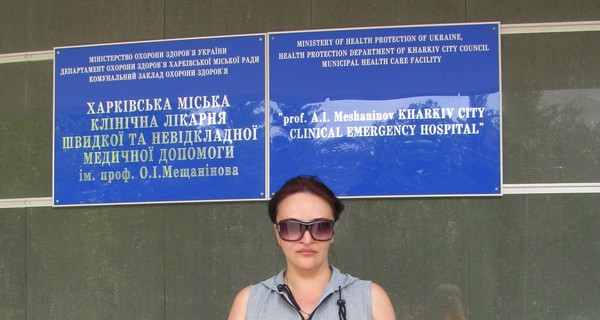 МІНІСТЕРСТВО ОХОРОНИ ЗДОРОВ'Я УКРАЇНИ
ДЕПАРТАМЕНТ ОХОРОНИ ЗДОРОВ'Я ХАРКІВСЬКОЇ МІСЬКОЇ РАДИ
КОМУНАЛЬНИЙ ЗАКЛАД ОХОРОНИ ЗДОРОВ'Я
ХАРКІВСЬКА МІСЬКА
КЛІНІЧНА ЛІКАРНЯ
ШВИДКОЇ ТА НЕВІДКЛАДНОЇ
МЕДИЧНОЇ ДОПОМОГИ
ім. проф. О.І.Мещанінова
MINISTRY OF HEALTH PROTECTION OF UKRAINE,
HEALTH PROTECTION DEPARTMENT OF KHARKIV CITY COUNCIL
MUNICIPAL HEALTH CARE FACILITY
"prof. A.I. Meshaninov KHARKIV CITY
CLINICAL EMERGENCY HOSPITAL"